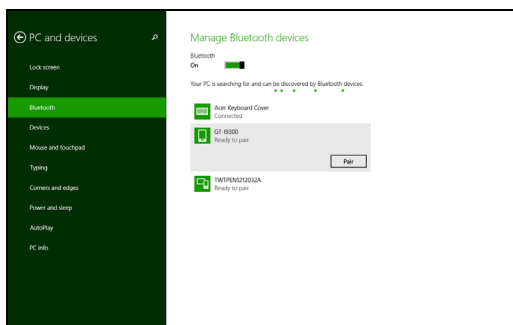 PC and devices
Lock screen
Display
Bluetooth
Devices
Mouse and touchpad
Typing
Corners and edges
Power and sleep
AutoPlay
PC info
Manage Bluetooth devices
Bluetooth
On
Your PC is searching for and can be discovered by Bluetooth devices.
Acer Keyboard Cover
Connected
GT-I9300
Ready to pair
Pair
TWTPEN1212032A
Ready to pair